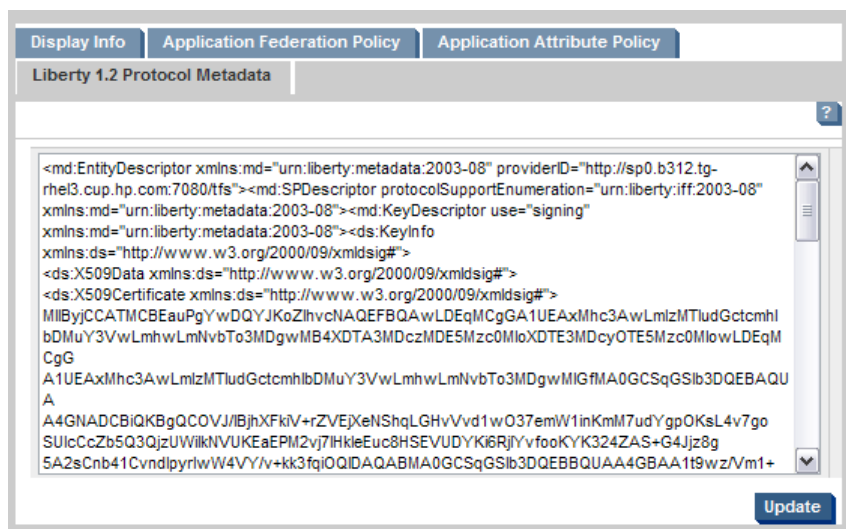 Display Info Application Federation Policy Application Attribute Policy
Liberty 1.2 Protocol Metadata
?
<md:EntityDescriptor xmlns:md="urn:liberty:metadata:2003-08" providerID="http://sp0.b312.tg-
rhel3.cup.hp.com:7080/tfs"><md:SPDescriptor protocolSupportEnumeration="urn:liberty:iff:2003-08"
xmlns:md="urn:liberty:metadata:2003-08"><md:KeyDescriptor use="signing"
xmlns:md="urn:liberty:metadata:2003-08"><ds:KeyInfo
xmlns:ds="http://www.w3.org/2000/09/xmldsig#">
<ds:X509Data xmlns:ds="http://www.w3.org/2000/09/xmldsig#">
<ds:X509Certificate xmlns:ds="http://www.w3.org/2000/09/xmldsig#">
MIIByjCCATMCBEauPgYwDQYJKoZIhvcNAQEFBQAwLDEqMCgGA1UEAxMhc3AwLmIzMTIudGctcmhl
bDMuY3VwLmhwLmNvbTo3MDgwMB4XDTA3MDczMDE5Mzc0MloXDTE3MDcyOTE5Mzc0MlowLDEqM
CgG
A1UEAxMhc3AwLmIzMTIudGctcmhlbDMuY3VwLmhwLmNvbTo3MDgwMIGfMA0GCSqGSIb3DQEBAQU
A
A4GNADCBiQKBgQCOVJ/IBjhXFkiV+rZVEjXeNShqLGHvVvd1wO37emW1inKmM7udYgpOKsL4v7go
SUIcCcZb5Q3QjzUWilkNVUKEaEPM2vj7lHkleEuc8HSEVUDYKi6RjlYvfooKYK324ZAS+G4Jjz8g
5A2sCnb41CvndlpyrlwW4VY/v+kk3fqiOQIDAQABMA0GCSqGSIb3DQEBBQUAA4GBAA1t9wz/Vm1+
Update